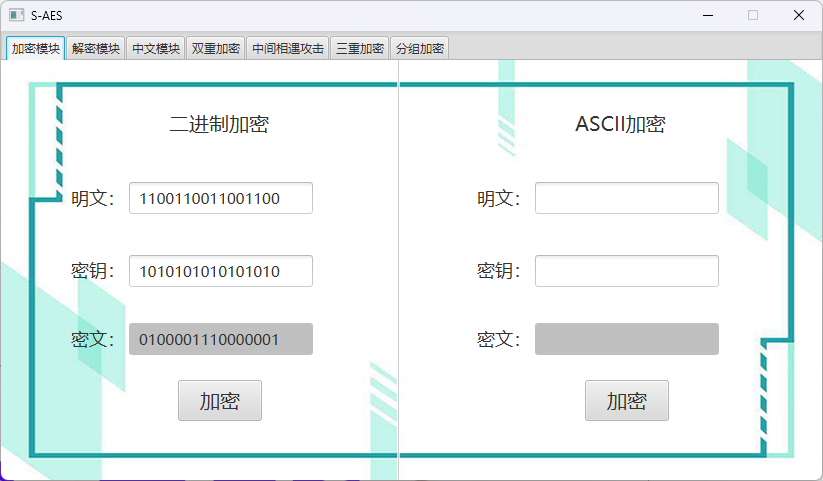 S-AES
加密模块 解密模块 中文模块 双重加密 中间相遇攻击 三重加密 分组加密
二进制加密
明文： 1100110011001100
密钥： 1010101010101010
密文： 0100001110000001
加密
ASCII加密
明文：
密钥：
密文：
加密